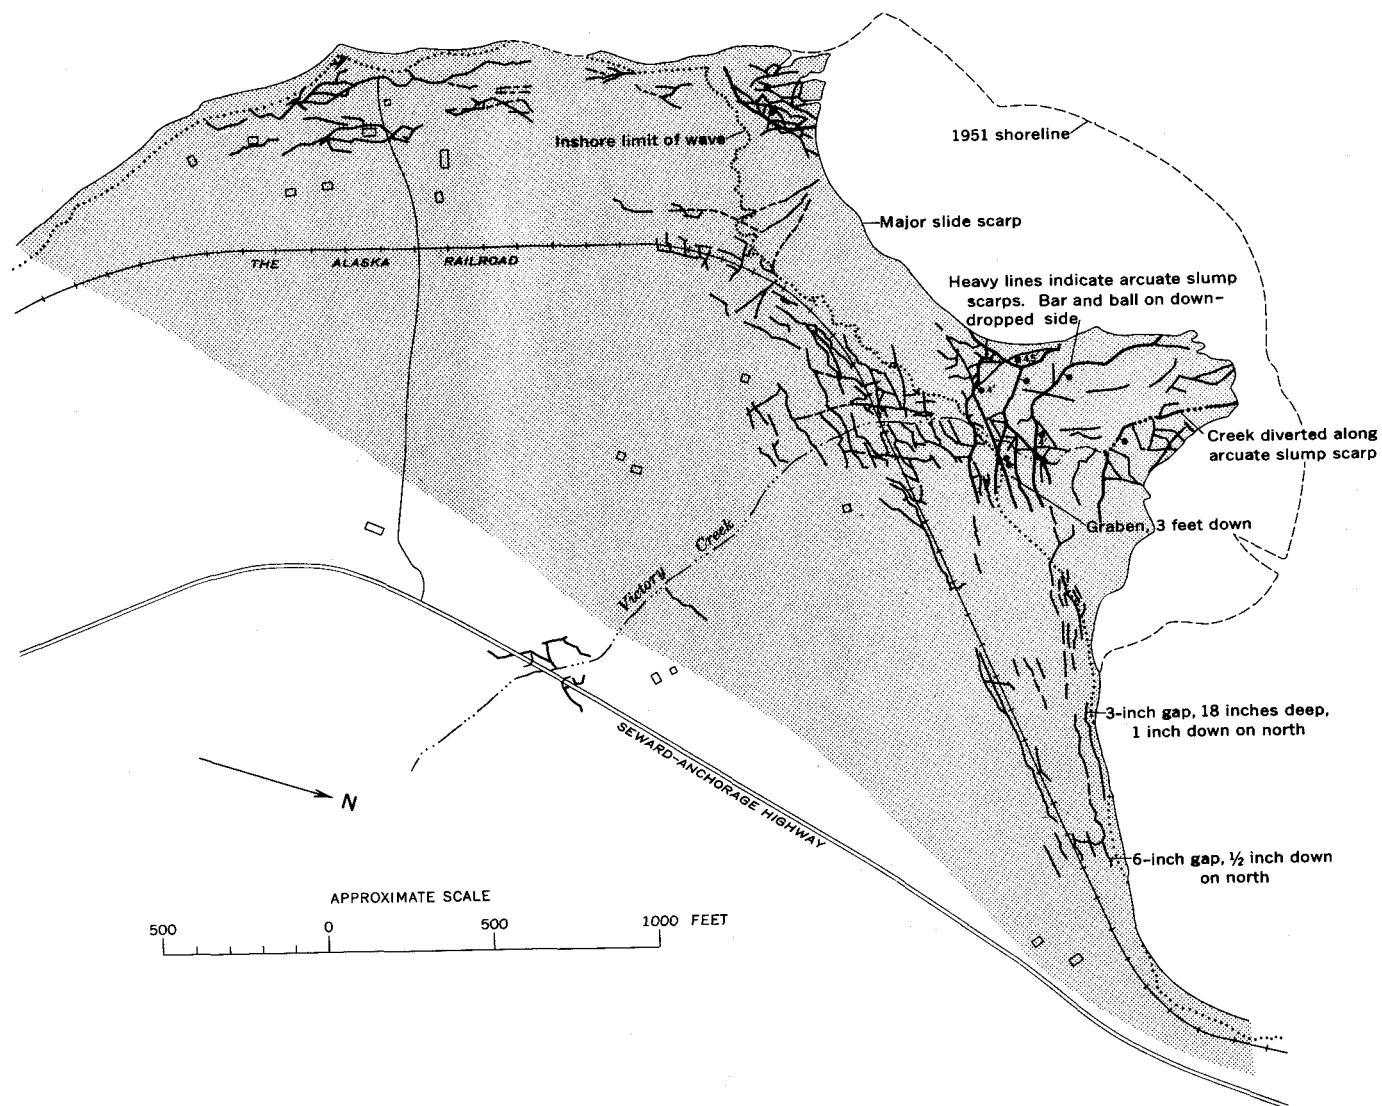 Inshore limit of wave
1951 shoreline
Major slide scarp
THE ALASKA RAILROAD
Heavy lines indicate arcuate slump
scarps. Bar and ball on down-
dropped side
Creek diverted along
arcuate slump scarp
Graben, 3 feet down
Victory Creek
3-inch gap, 18 inches deep,
1 inch down on north
SEWARD-ANCHORAGE HIGHWAY
N
6-inch gap, ½ inch down
on north
APPROXIMATE SCALE
500 0 500 1000 FEET